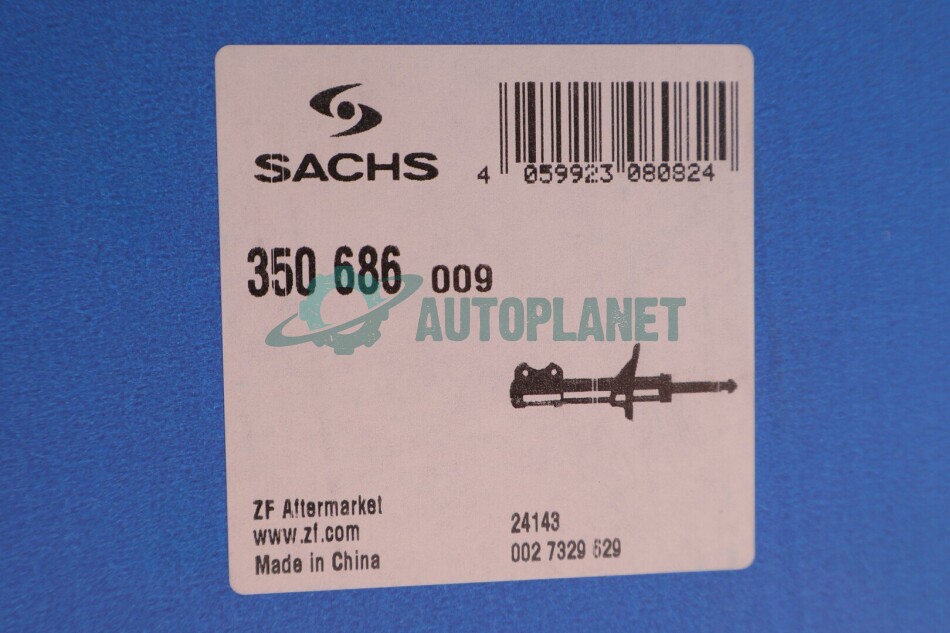 SACHS
4 059923 080824
350 686 009
AUTOPLANET
ZF Aftermarket
www.zf.com
Made in China
24143
002 7329 629